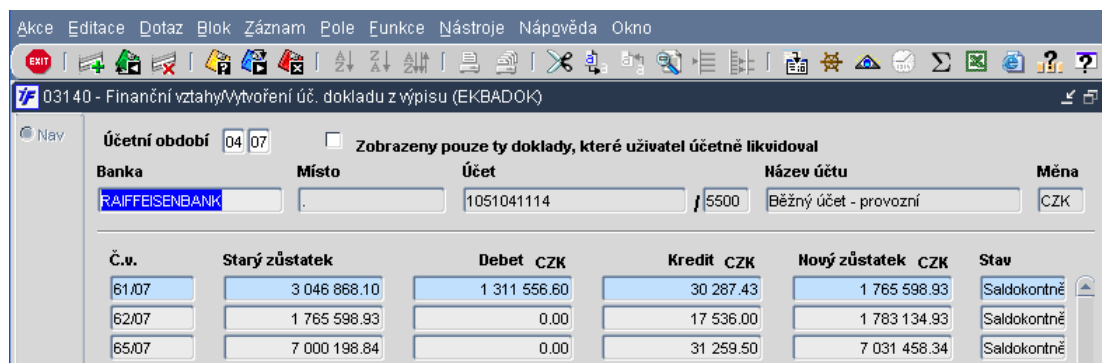 Akce Editace Dotaz Blok Záznam Pole Funkce Nástroje Nápověda Okno
EXIT
03140 - Finanční vztahy/Vytvoření úč. dokladu z výpisu (EKBADOK)
Nav Účetní období 04 07 Zobrazeny pouze ty doklady, které uživatel účetně likvidoval
Banka Místo Účet Název účtu Měna
RAIFFEISENBANK . 1051041114 / 5500 Běžný účet - provozní CZK
Č.v. Starý zůstatek Debet CZK Kredit CZK Nový zůstatek CZK Stav
61/07 3 046 868.10 1 311 556.60 30 287.43 1 765 598.93 Saldokontně
62/07 1 765 598.93 0.00 17 536.00 1 783 134.93 Saldokontně
65/07 7 000 198.84 0.00 31 259.50 7 031 458.34 Saldokontně